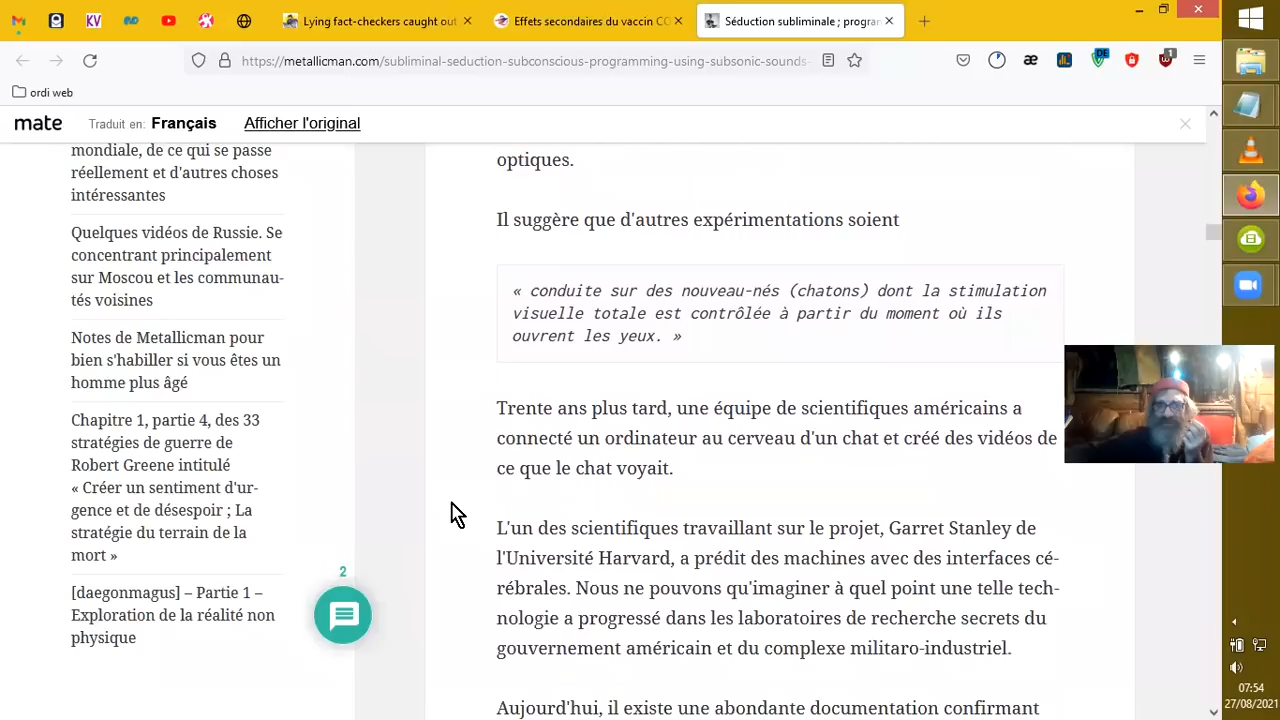 Lying fact-checkers caught out
Effets secondaires du vaccin CO
Séduction subliminale ; progran
https://metallicman.com/subliminal-seduction-subconscious-programming-using-subsonic-sounds-
ordi web
mate
Traduit en: Français
Afficher l'original
mondiale, de ce qui se passe
réellement et d'autres choses
intéressantes
Quelques vidéos de Russie. Se
concentrant principalement
sur Moscou et les communau-
tés voisines
Notes de Metallicman pour
bien s'habiller si vous êtes un
homme plus âgé
Chapitre 1, partie 4, des 33
stratégies de guerre de
Robert Greene intitulé
« Créer un sentiment d'ur-
gence et de désespoir ; La
stratégie du terrain de la
mort »
[daegonmagus] – Partie 1 –
Exploration de la réalité non
physique
2
optiques.
Il suggère que d'autres expérimentations soient
« conduite sur des nouveau-nés (chatons) dont la stimulation
visuelle totale est contrôlée à partir du moment où ils
ouvrent les yeux. »
Trente ans plus tard, une équipe de scientifiques américains a
connecté un ordinateur au cerveau d'un chat et créé des vidéos de
ce que le chat voyait.
L'un des scientifiques travaillant sur le projet, Garret Stanley de
l'Université Harvard, a prédit des machines avec des interfaces cé-
rébrales. Nous ne pouvons qu'imaginer à quel point une telle tech-
nologie a progressé dans les laboratoires de recherche secrets du
gouvernement américain et du complexe militaro-industriel.
Aujourd'hui, il existe une abondante documentation confirmant
KV
æ
DE
1
07:54
27/08/2021